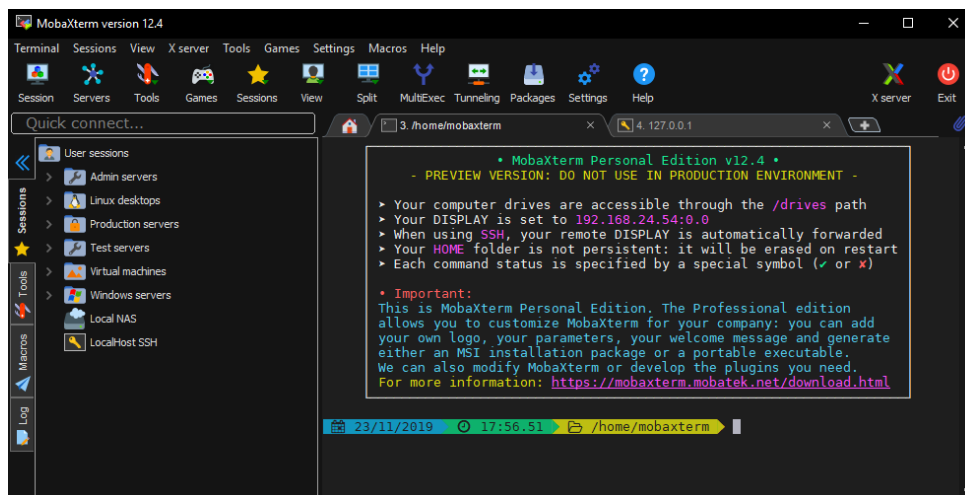 MobaXterm version 12.4
Terminal Sessions View X server Tools Games Settings Macros Help
Session Servers Tools Games Sessions View Split MultiExec Tunneling Packages Settings Help X server Exit
Quick connect...
3. /home/mobaxterm
4. 127.0.0.1
User sessions
Admin servers
Linux desktops
Production servers
Test servers
Virtual machines
Windows servers
Local NAS
LocalHost SSH
Sessions
Tools
Macros
Log
• MobaXterm Personal Edition v12.4 •
- PREVIEW VERSION: DO NOT USE IN PRODUCTION ENVIRONMENT -
➤ Your computer drives are accessible through the /drives path
➤ Your DISPLAY is set to 192.168.24.54:0.0
➤ When using SSH, your remote DISPLAY is automatically forwarded
➤ Your HOME folder is not persistent: it will be erased on restart
➤ Each command status is specified by a special symbol (✔ or ✘)
• Important:
This is MobaXterm Personal Edition. The Professional edition
allows you to customize MobaXterm for your company: you can add
your own logo, your parameters, your welcome message and generate
either an MSI installation package or a portable executable.
We can also modify MobaXterm or develop the plugins you need.
For more information: https://mobaxterm.mobatek.net/download.html
23/11/2019 17:56.51 /home/mobaxterm